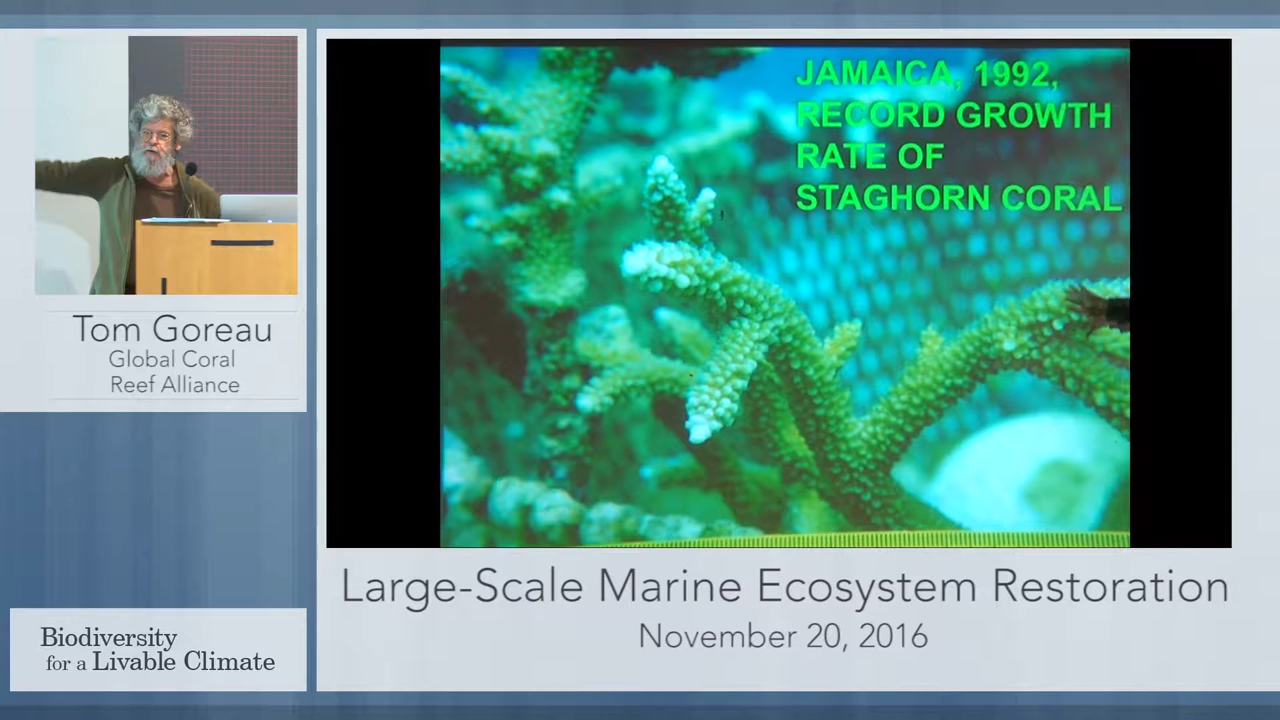 JAMAICA, 1992,
RECORD GROWTH
RATE OF
STAGHORN CORAL
Tom Goreau
Global Coral
Reef Alliance
Large-Scale Marine Ecosystem Restoration
November 20, 2016
Biodiversity
for a Livable Climate